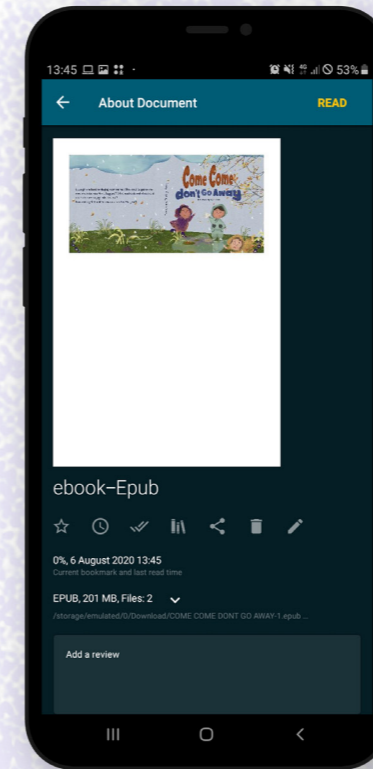 13:45
53%
About Document
READ
Come Come
don't Go Away
ebook-Epub
0%, 6 August 2020 13:45
Current bookmark and last read time
EPUB, 201 MB, Files: 2
/storage/emulated/0/Download/COME COME DONT GO AWAY-1 epub ..
Add a review